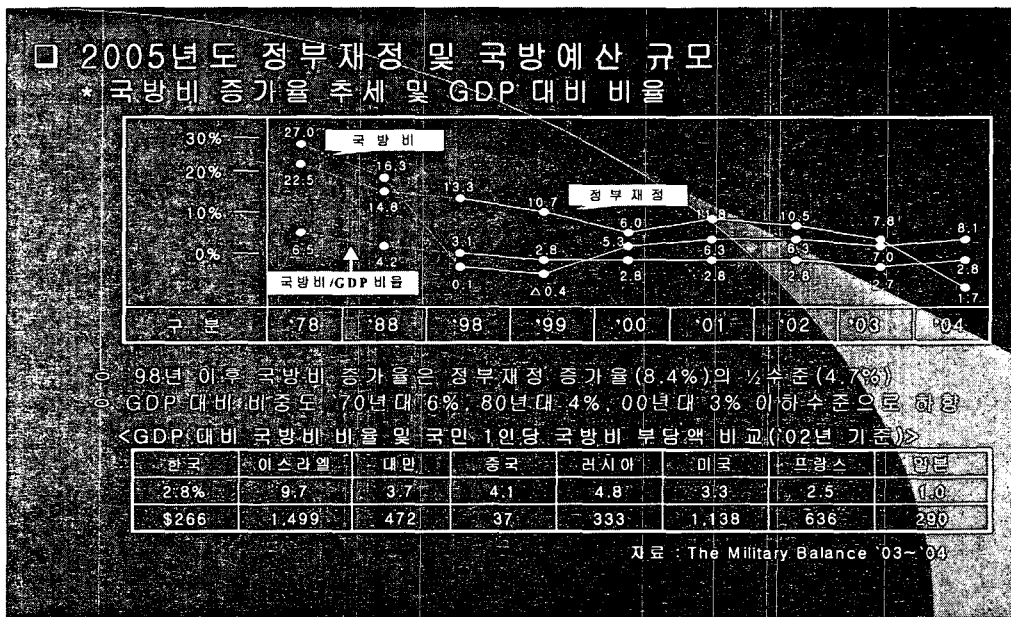 □ 2005년도 정부재정 및 국방예산 규모
* 국방비 증가율 추세 및 GDP 대비 비율
30%
20%
10%
0%
27.0
22.5
6.5
국 방 비
국방비/GDP 비율
16.3
14.8
4.2
13.3
3.1
0.1
10.7
2.8
△0.4
정 부 재 정
6.0
5.3
2.8
6.3
2.8
10.5
6.3
2.8
7.8
7.0
2.7
8.1
2.8
1.7
구 분 '78 '88 '98 '99 '00 '01 '02 '03 '04
ㅇ 98년 이후 국방비 증가율은 정부재정 증가율(8.4%)의 ½수준(4.7%)
ㅇ GDP 대비 비중도 70년대 6%, 80년대 4%, 00년대 3% 이하수준으로 하향
<GDP 대비 국방비 비율 및 국민 1인당 국방비 부담액 비교('02년 기준)>
한국 이스라엘 대만 중국 러시아 미국 프랑스 일본
2.8% 9.7 3.7 4.1 4.8 3.3 2.5 1.0
$266 1,499 472 37 333 1,138 636 290
자료 : The Military Balance '03~'04